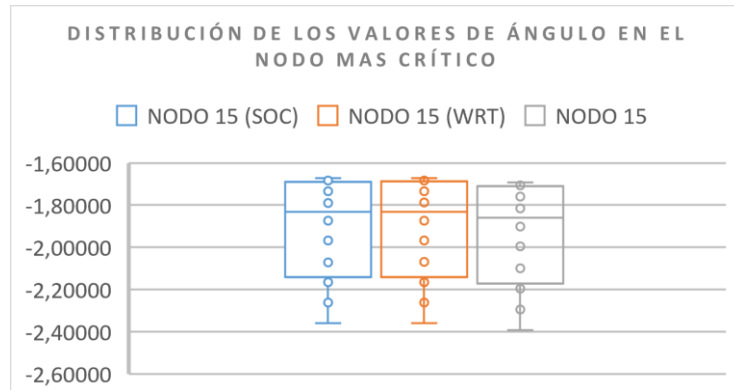 DISTRIBUCIÓN DE LOS VALORES DE ÁNGULO EN EL
NODO MAS CRÍTICO
NODO 15 (SOC) NODO 15 (WRT) NODO 15
-1,60000
-1,80000
-2,00000
-2,20000
-2,40000
-2,60000